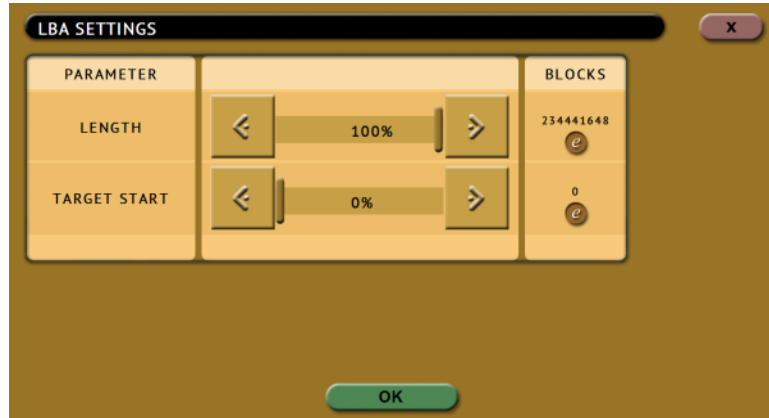 LBA SETTINGS
X
PARAMETER
BLOCKS
LENGTH
100%
234441648
e
TARGET START
0%
0
e
OK